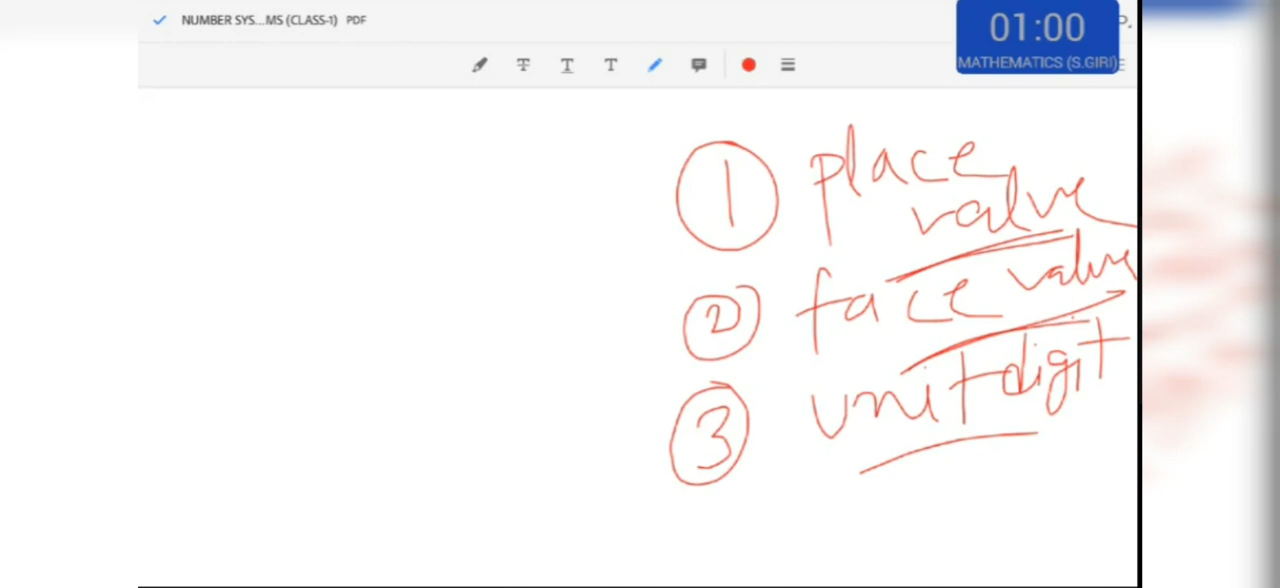 NUMBER SYS...MS (CLASS-1) PDF
01:00
MATHEMATICS (S.GIRI)
T T T
1 place
value
2 face value
3 unit digit